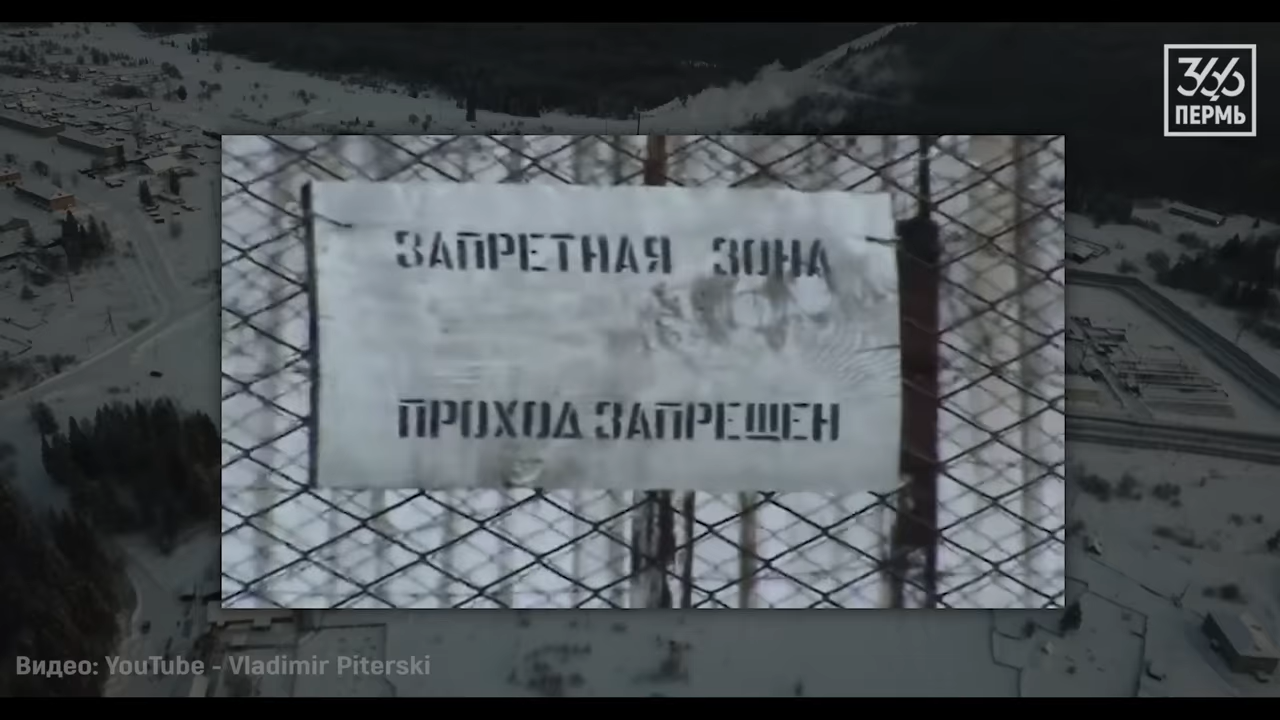 366
ПЕРМЬ
ЗАПРЕТНАЯ ЗОНА
ПРОХОД ЗАПРЕЩЕН
Видео: YouTube - Vladimir Piterski